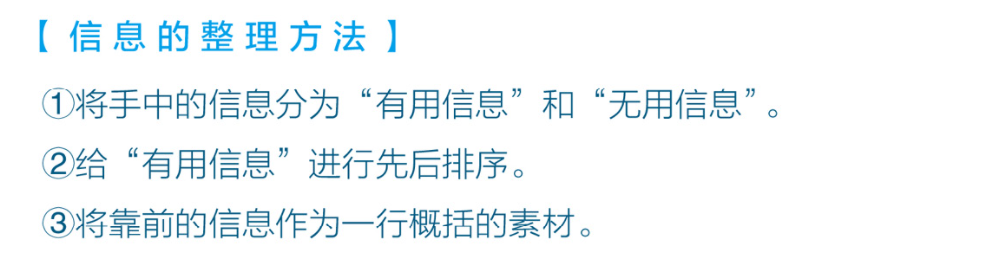 【信息的整理方法】
①将手中的信息分为“有用信息”和“无用信息”。
②给“有用信息”进行先后排序。
③将靠前的信息作为一行概括的素材。